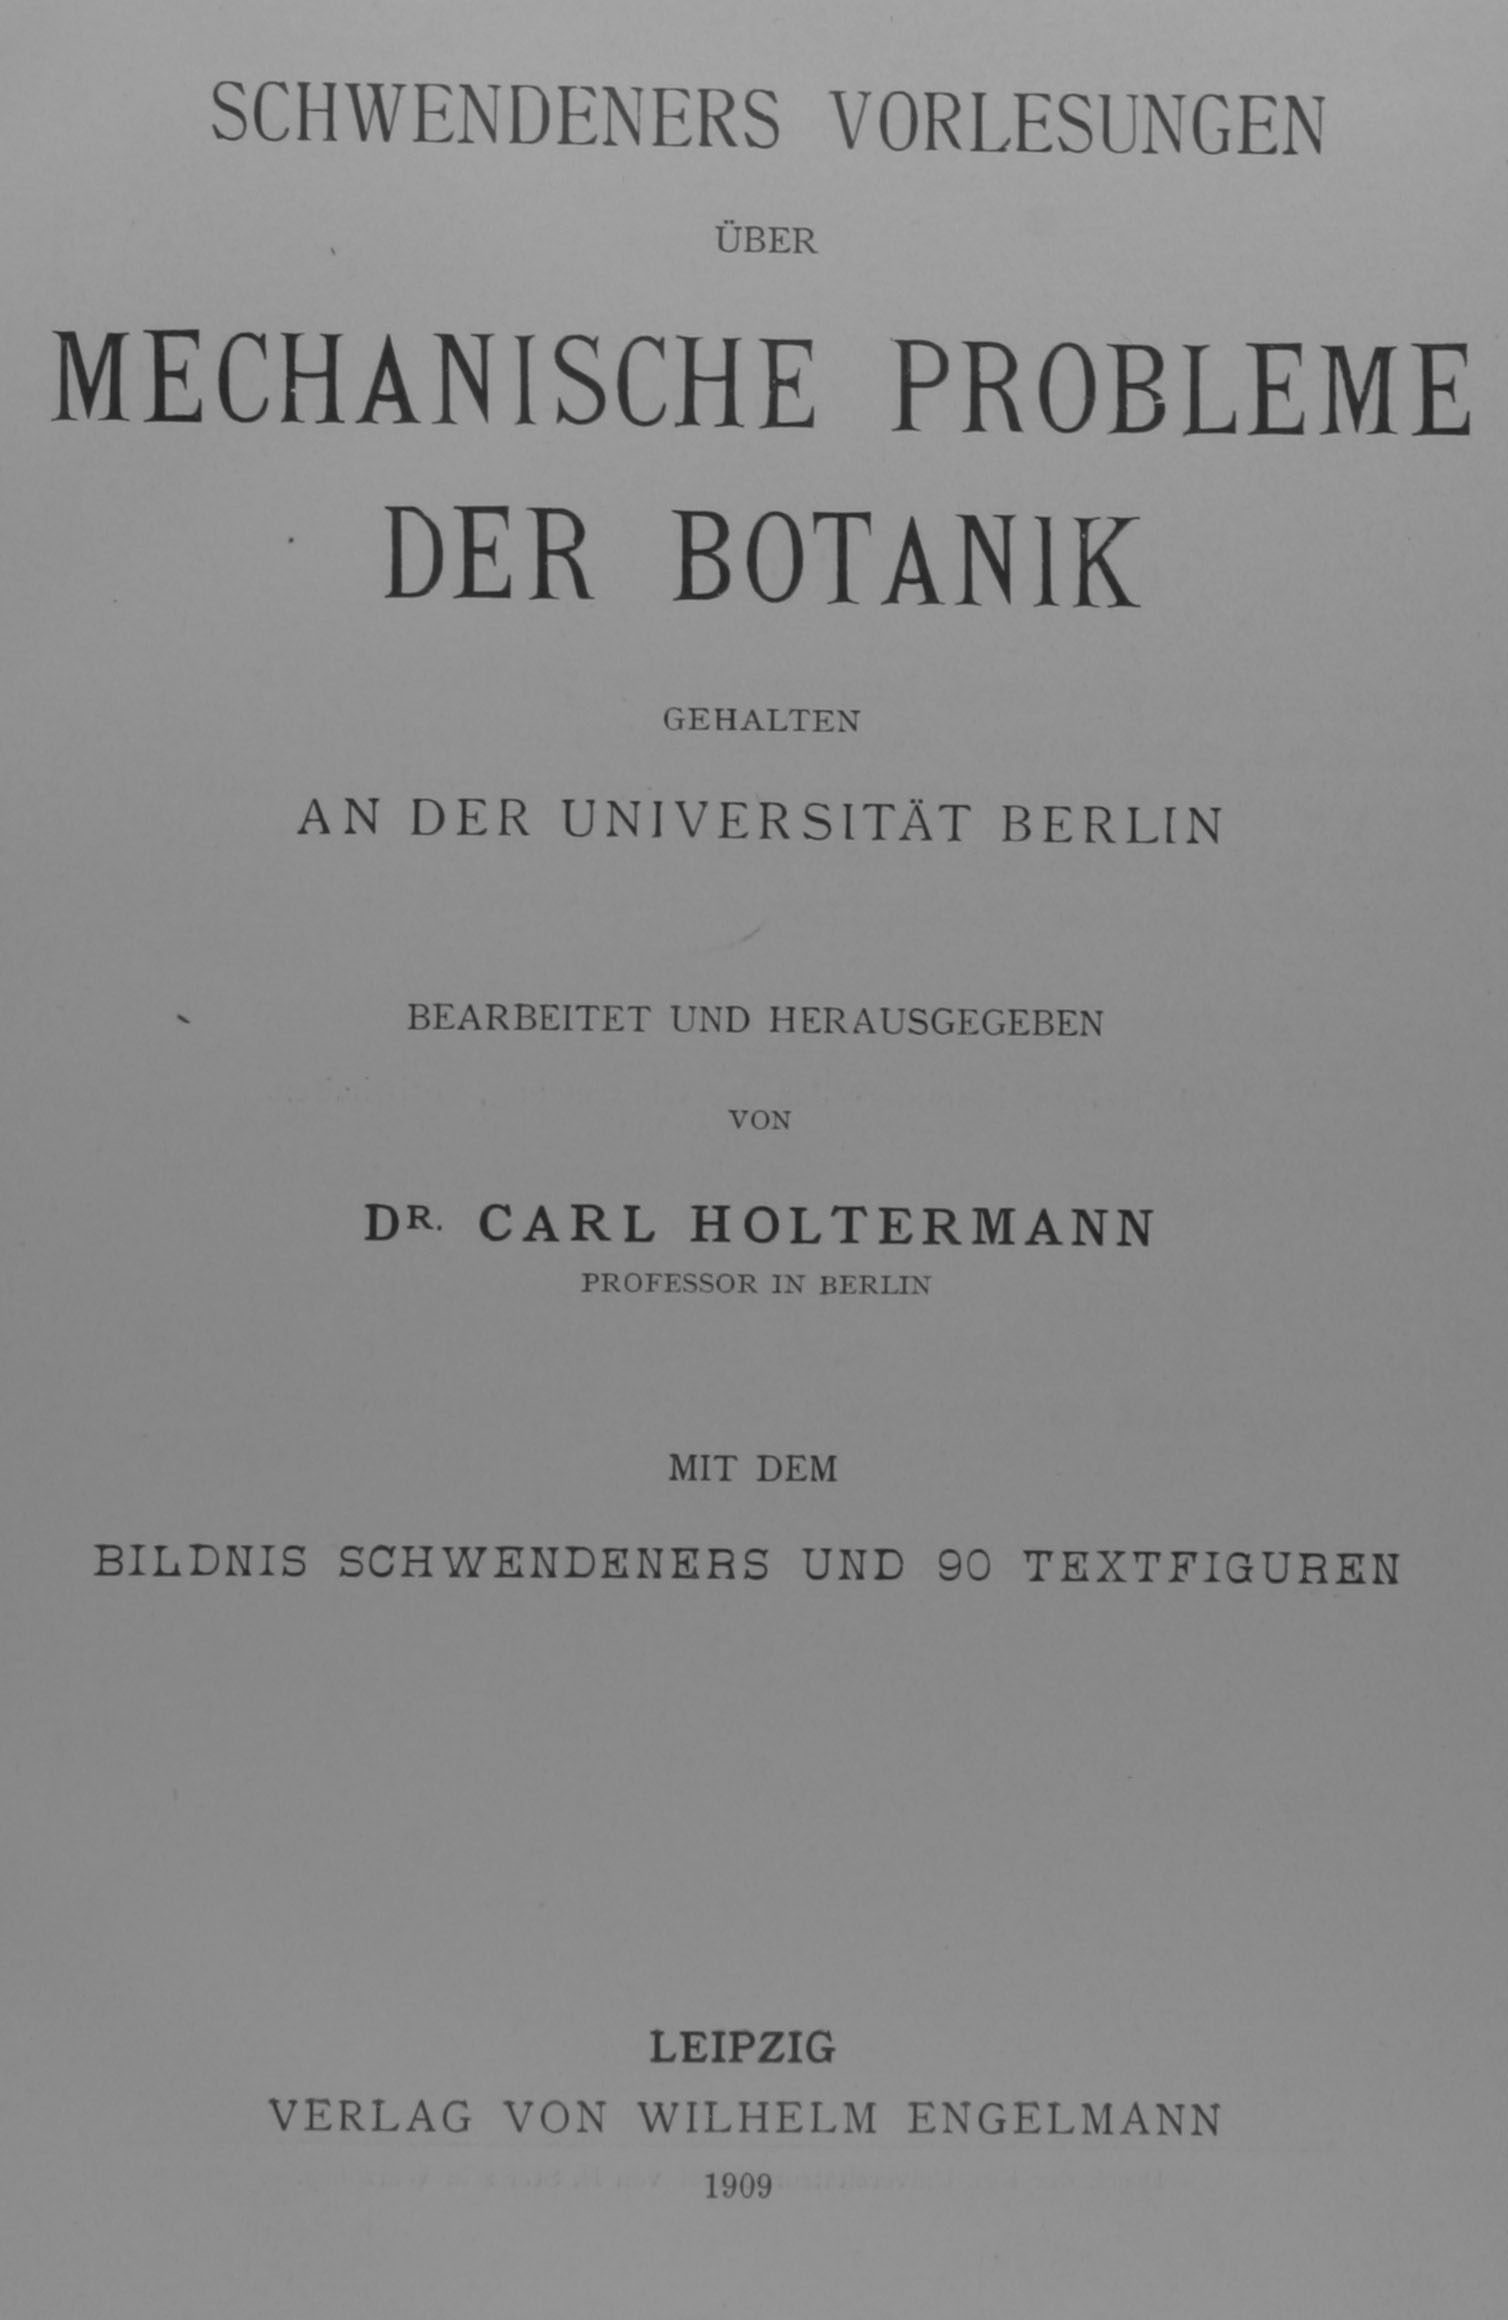 SCHWENDENERS VORLESUNGEN
ÜBER
MECHANISCHE PROBLEME
DER BOTANIK
GEHALTEN
AN DER UNIVERSITÄT BERLIN
BEARBEITET UND HERAUSGEGEBEN
VON
DR. CARL HOLTERMANN
PROFESSOR IN BERLIN
MIT DEM
BILDNIS SCHWENDENERS UND 90 TEXTFIGUREN
LEIPZIG
VERLAG VON WILHELM ENGELMANN
1909